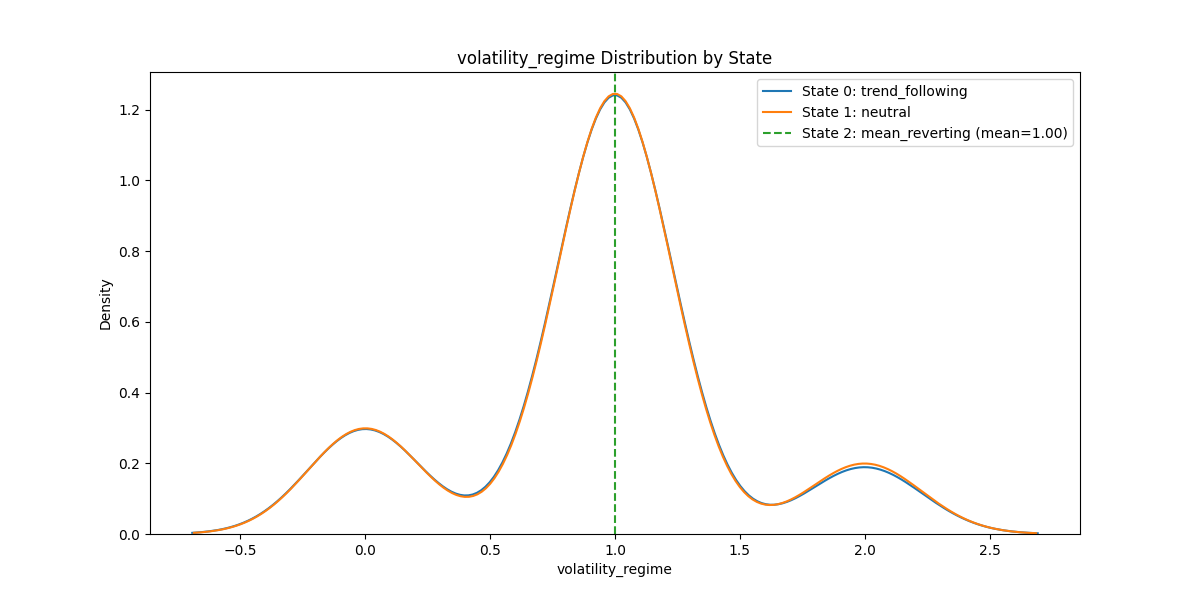 volatility_regime Distribution by State
State 0: trend_following
State 1: neutral
State 2: mean_reverting (mean=1.00)
Density
1.2
1.0
0.8
0.6
0.4
0.2
0.0
−0.5 0.0 0.5 1.0 1.5 2.0 2.5
volatility_regime